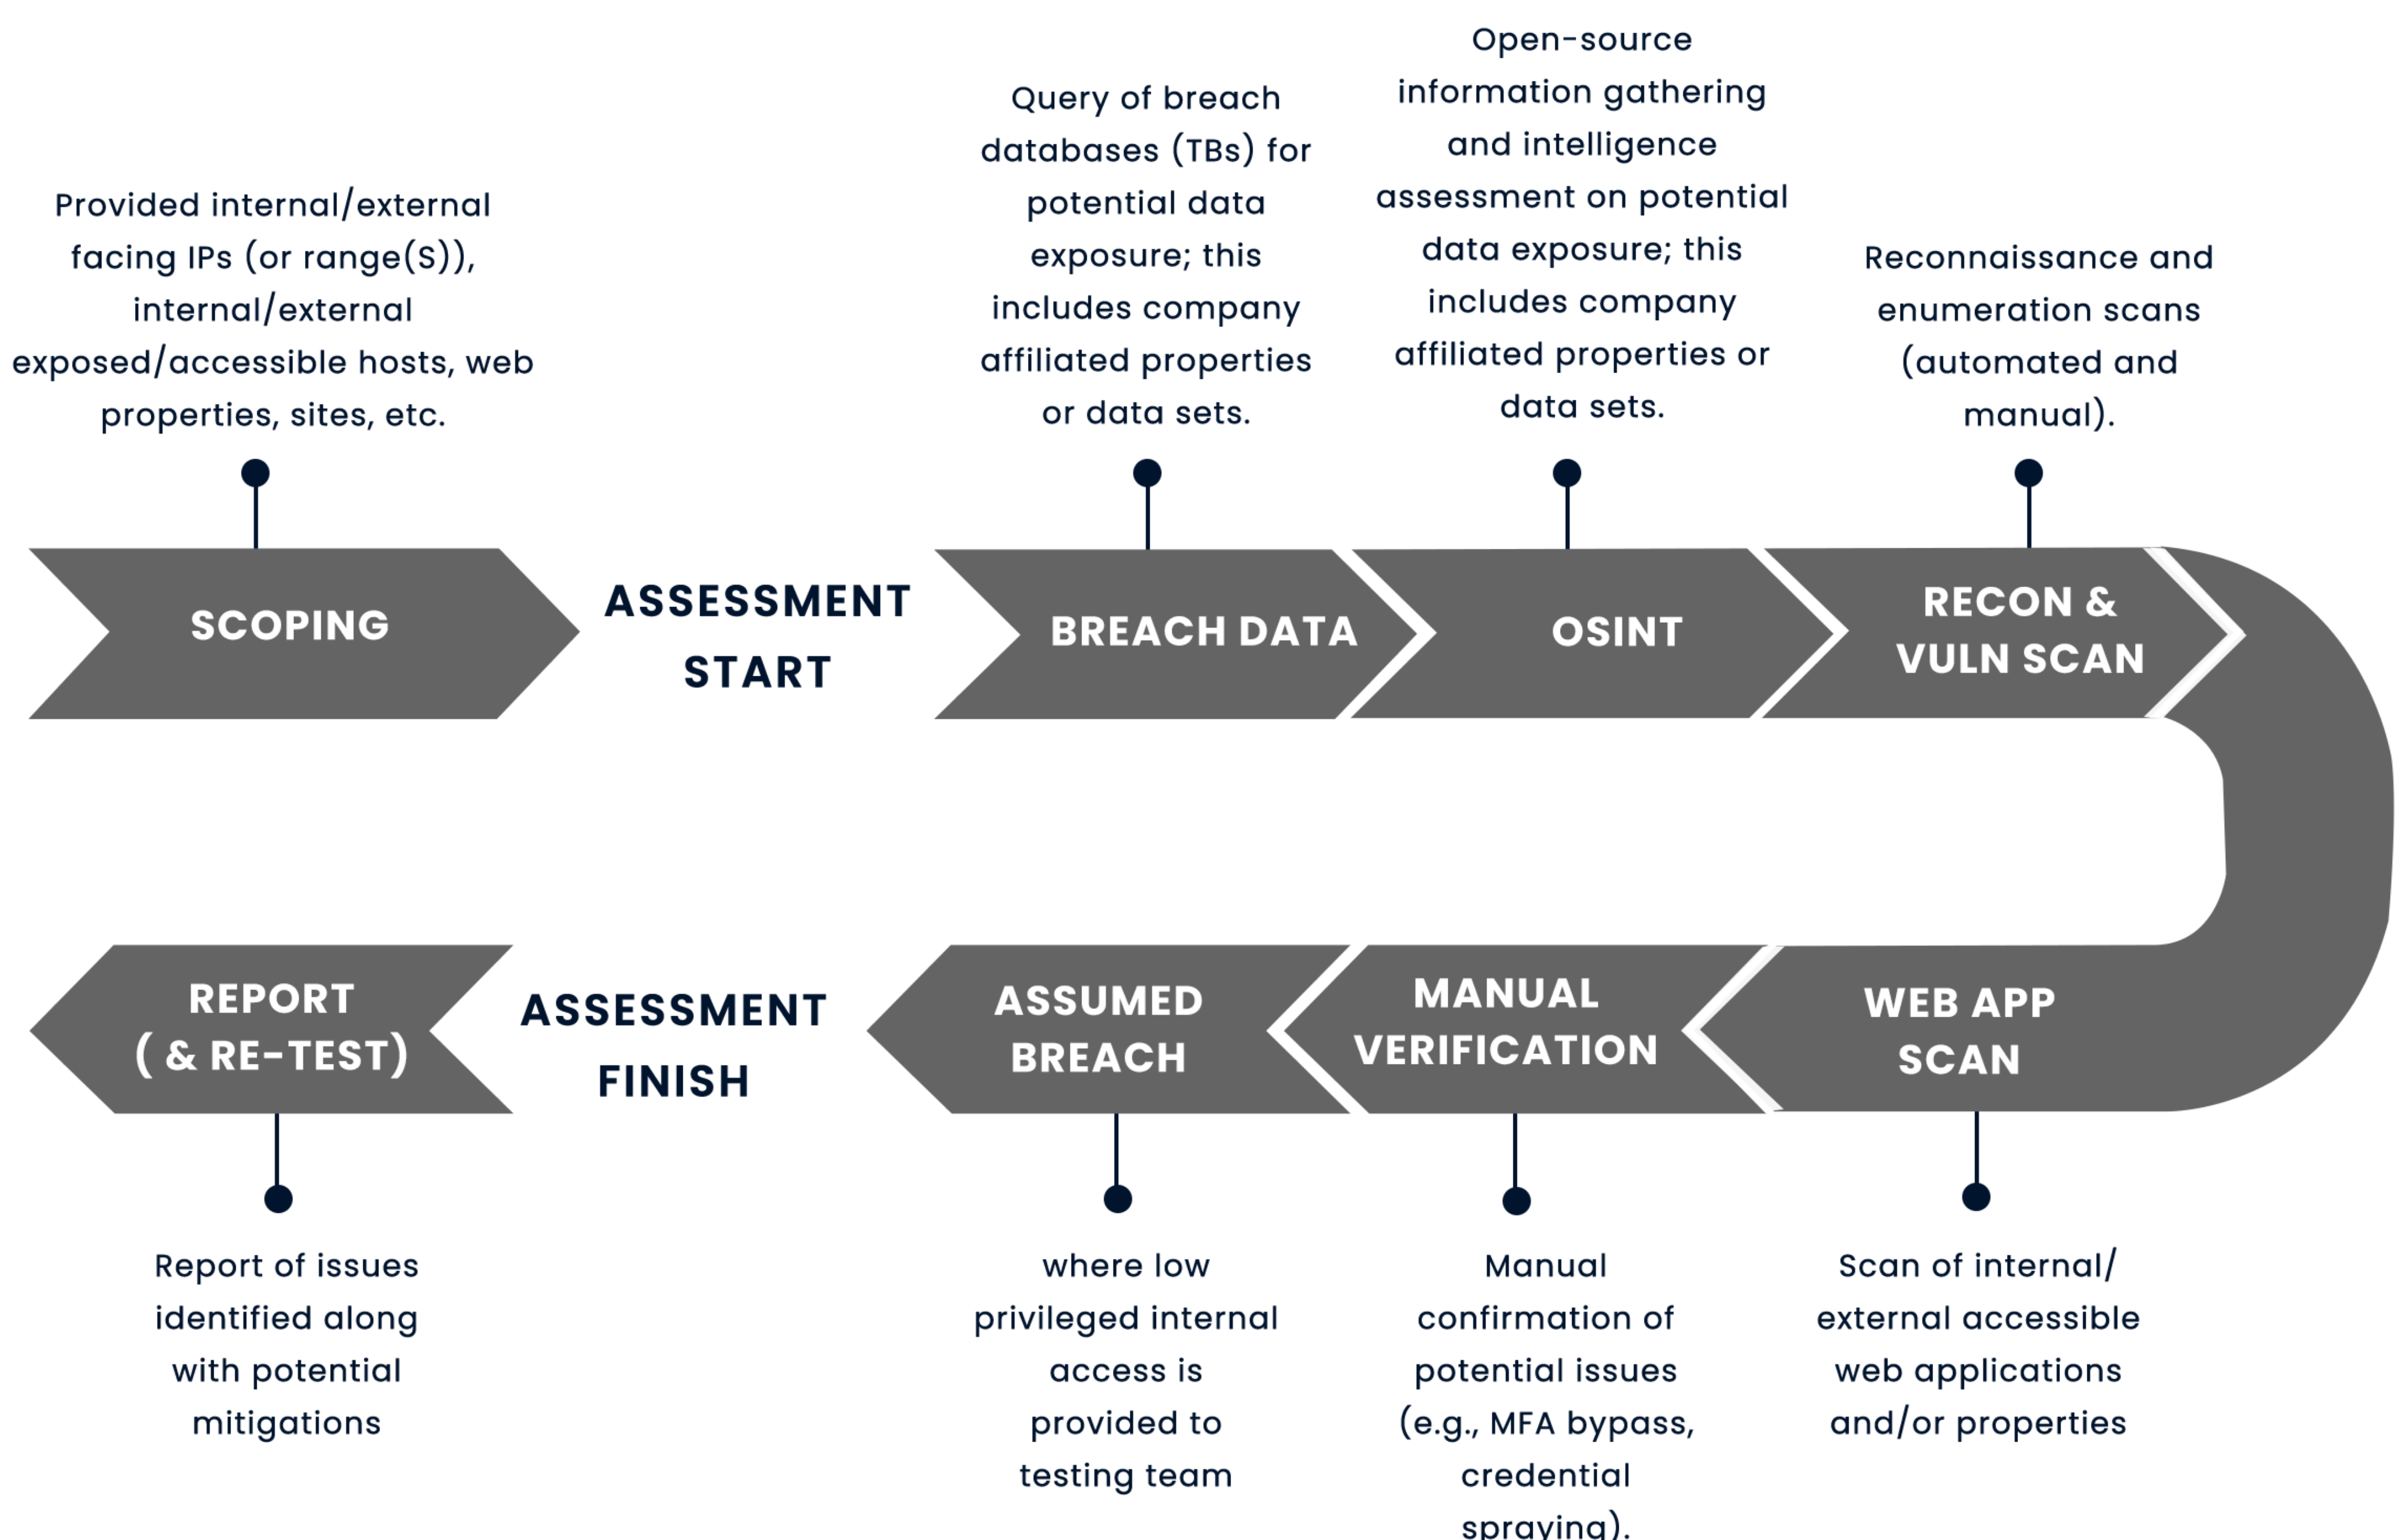 Provided internal/external
facing IPs (or range(S)),
internal/external
exposed/accessible hosts, web
properties, sites, etc.
SCOPING
ASSESSMENT
START
Query of breach
databases (TBs) for
potential data
exposure; this
includes company
affiliated properties
or data sets.
BREACH DATA
Open-source
information gathering
and intelligence
assessment on potential
data exposure; this
includes company
affiliated properties or
data sets.
OSINT
Reconnaissance and
enumeration scans
(automated and
manual).
RECON &
VULN SCAN
WEB APP
SCAN
Scan of internal/
external accessible
web applications
and/or properties
MANUAL
VERIFICATION
Manual
confirmation of
potential issues
(e.g., MFA bypass,
credential
spraying).
ASSUMED
BREACH
where low
privileged internal
access is
provided to
testing team
ASSESSMENT
FINISH
REPORT
( & RE-TEST)
Report of issues
identified along
with potential
mitigations